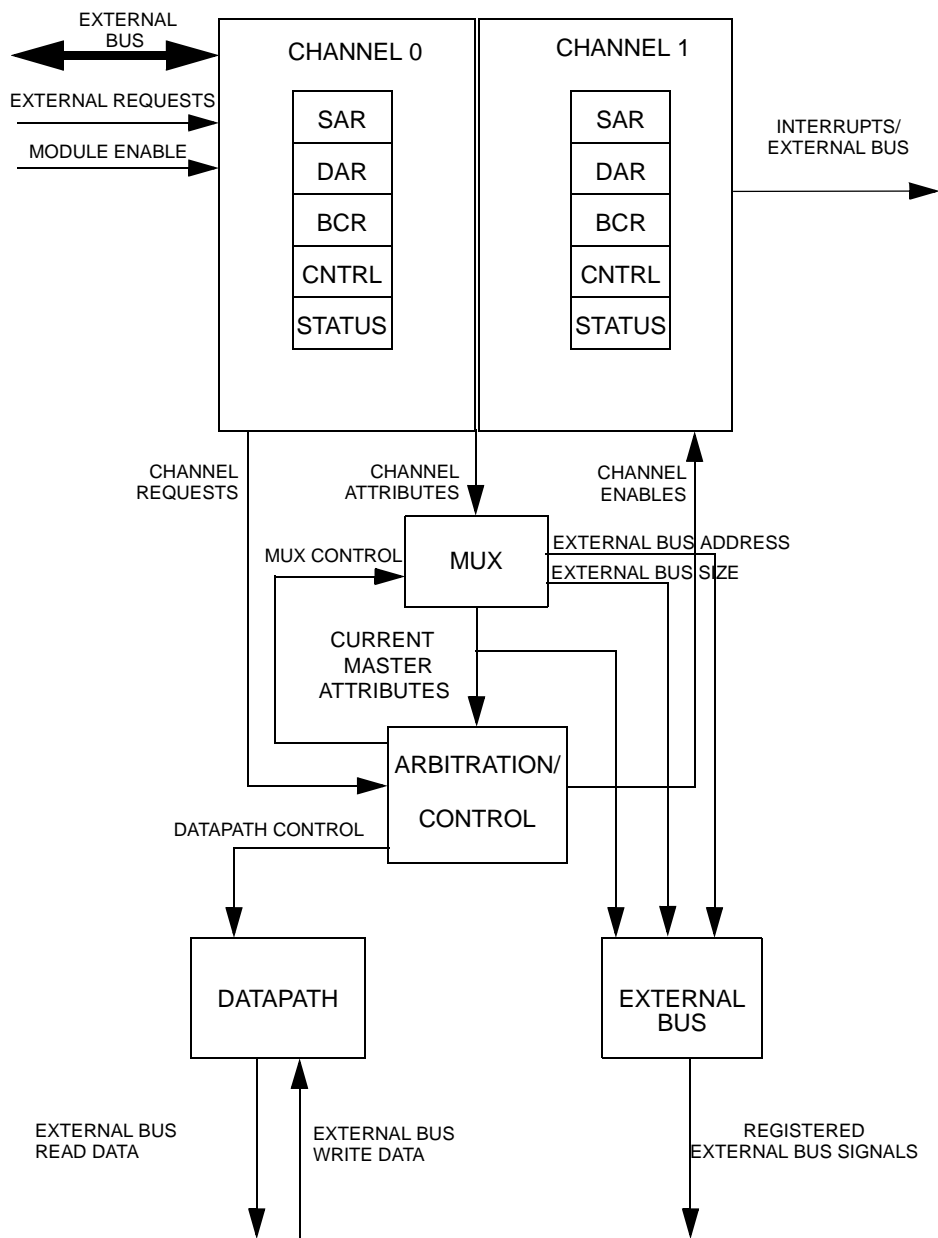 EXTERNAL
BUS
CHANNEL 0
CHANNEL 1
EXTERNAL REQUESTS
MODULE ENABLE
SAR
DAR
BCR
CNTRL
STATUS
SAR
DAR
BCR
CNTRL
STATUS
INTERRUPTS/
EXTERNAL BUS
CHANNEL
REQUESTS
CHANNEL
ATTRIBUTES
CHANNEL
ENABLES
MUX CONTROL
MUX
EXTERNAL BUS ADDRESS
EXTERNAL BUS SIZE
CURRENT
MASTER
ATTRIBUTES
ARBITRATION/
CONTROL
DATAPATH CONTROL
DATAPATH
EXTERNAL
BUS
EXTERNAL BUS
READ DATA
EXTERNAL BUS
WRITE DATA
REGISTERED
EXTERNAL BUS SIGNALS